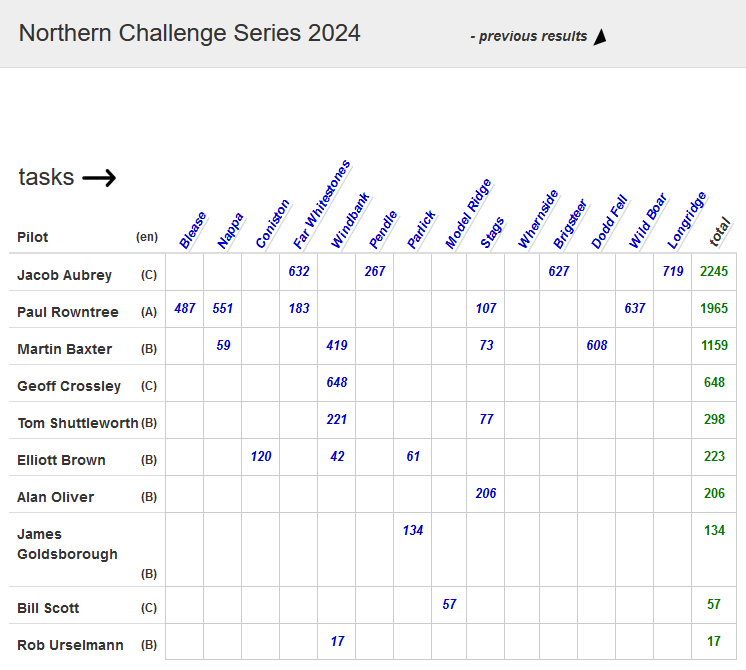 Northern Challenge Series 2024
- previous results
tasks
Pilot (en) Blease Nappa Coniston Far Whitestones Windbank Pendle Parlick Model Ridge Stags Whernside Brigsteer Dodd Fell Wild Boar Longridge total
Jacob Aubrey (C) 632 267 627 719 2245
Paul Rowntree (A) 487 551 183 107 637 1965
Martin Baxter (B) 59 419 73 608 1159
Geoff Crossley (C) 648 648
Tom Shuttleworth (B) 221 77 298
Elliott Brown (B) 120 42 61 223
Alan Oliver (B) 206 206
James 134 134
Goldsborough
(B)
Bill Scott (C) 57 57
Rob Urselmann (B) 17 17